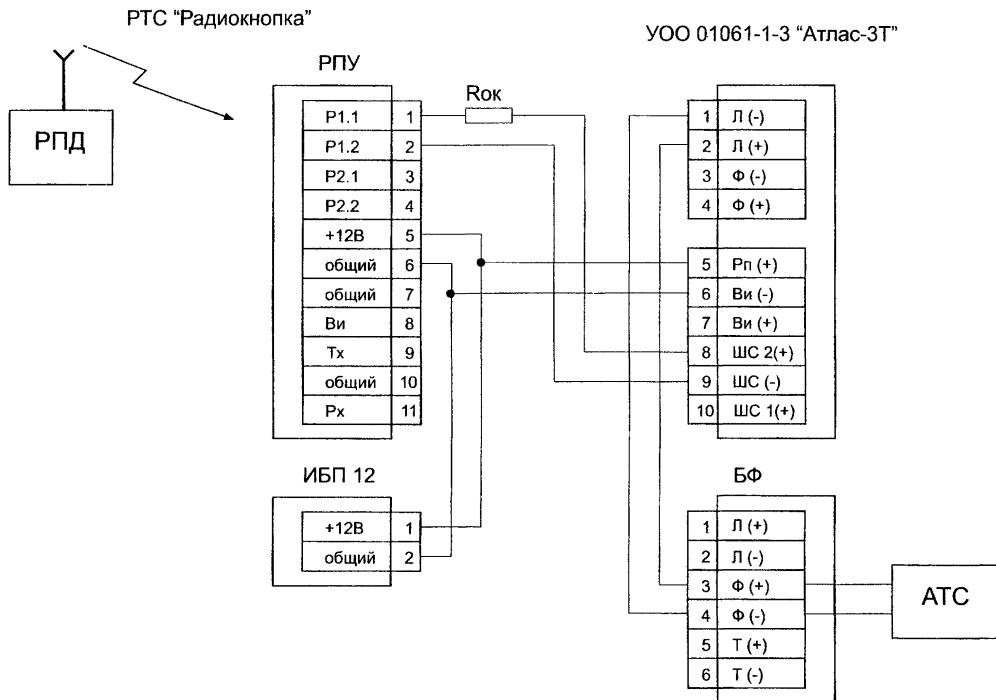 РТС "Радиокнопка"
УОО 01061-1-3 "Атлас-3Т"
РПД
РПУ
Р1.1 1
Р1.2 2
Р2.1 3
Р2.2 4
+12В 5
общий 6
общий 7
Ви 8
Тх 9
общий 10
Рх 11
Rок
1 Л (-)
2 Л (+)
3 Ф (-)
4 Ф (+)
5 Рп (+)
6 Ви (-)
7 Ви (+)
8 ШС 2(+)
9 ШС (-)
10 ШС 1(+)
ИБП 12
+12В 1
общий 2
БФ
1 Л (+)
2 Л (-)
3 Ф (+)
4 Ф (-)
5 Т (+)
6 Т (-)
АТС